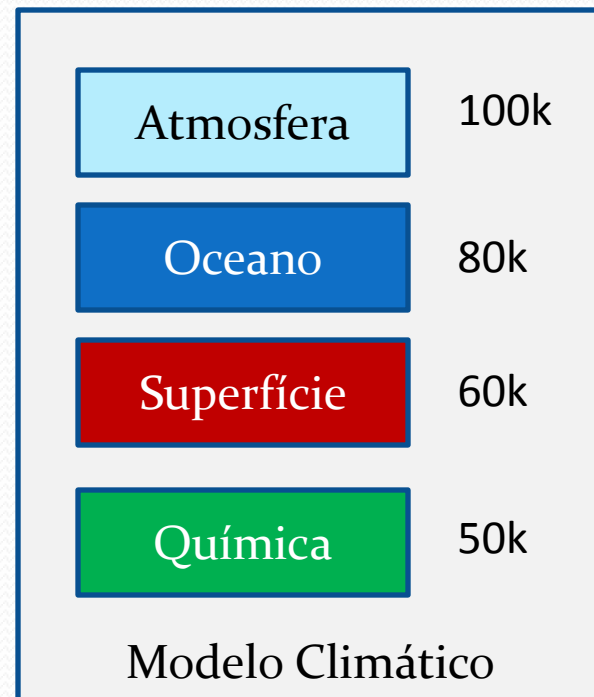 Atmosfera 100k
Oceano 80k
Superfície 60k
Química 50k
Modelo Climático